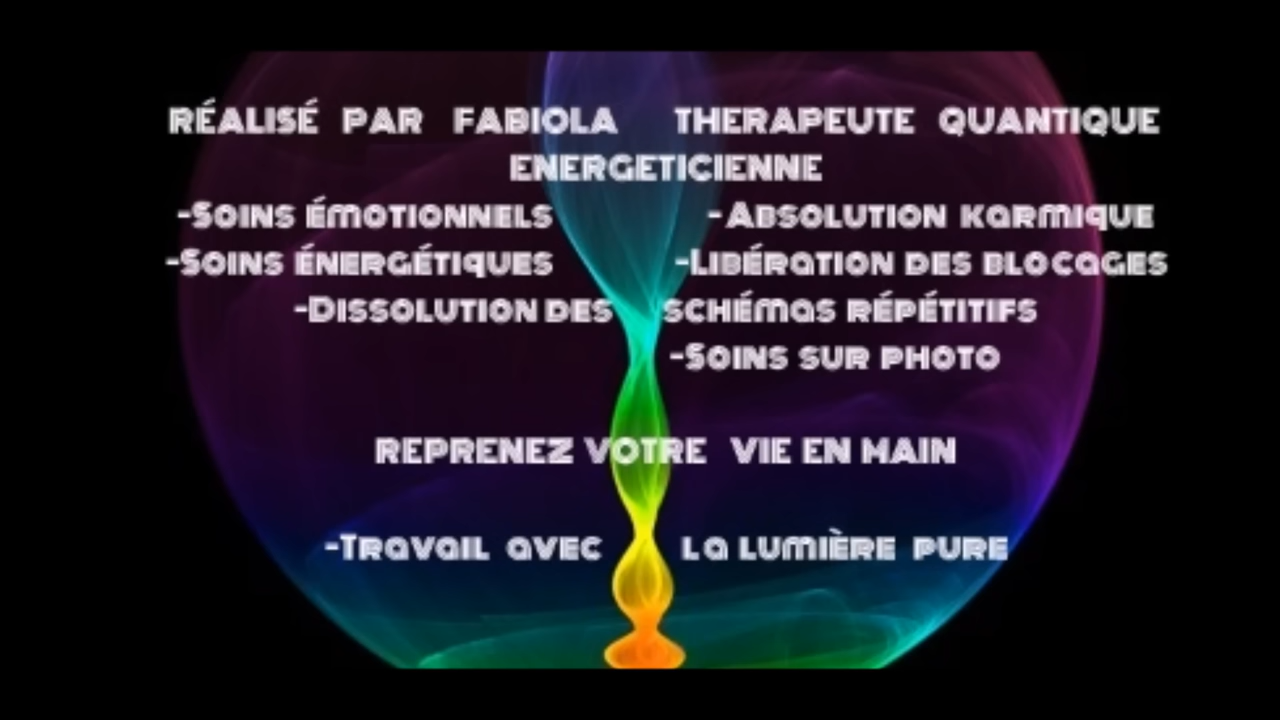 RÉALISÉ PAR FABIOLA THERAPEUTE QUANTIQUE
ENERGETICIENNE
-Soins émotionnels -Absolution karmique
-Soins énergétiques -Libération des blocages
-Dissolution des schémas répétitifs
-Soins sur photo
REPRENEZ VOTRE VIE EN MAIN
-Travail avec la lumière pure